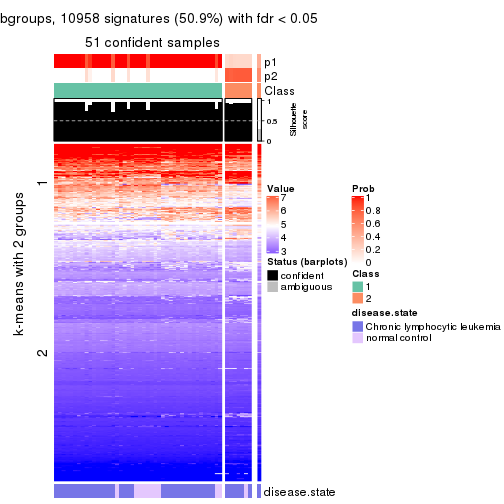 bgroups, 10958 signatures (50.9%) with fdr < 0.05
51 confident samples
p1
p2
Class
1
0.5
0
Silhouette
score
k-means with 2 groups
1
2
Value
7
6
5
4
3
Status (barplots)
confident
ambiguous
Prob
1
0.8
0.6
0.4
0.2
0
Class
1
2
disease.state
Chronic lymphocytic leukemia
normal control
disease.state